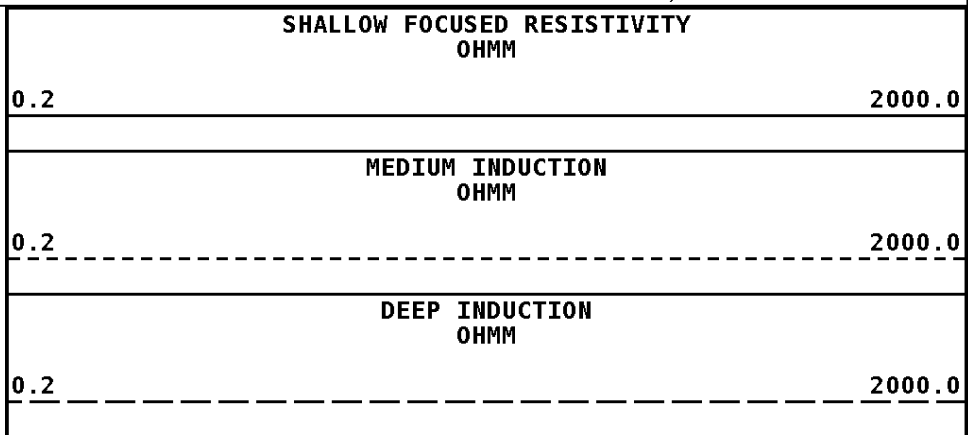 SHALLOW FOCUSED RESISTIVITY
OHMM
0.2 2000.0
MEDIUM INDUCTION
OHMM
0.2 2000.0
DEEP INDUCTION
OHMM
0.2 2000.0